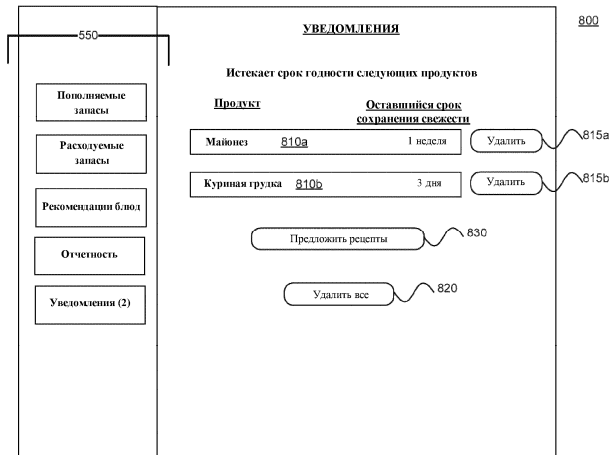 УВЕДОМЛЕНИЯ
800
550
Истекает срок годности следующих продуктов
Пополняемые
запасы
Расходуемые
запасы
Рекомендации блюд
Отчетность
Уведомления (2)
Продукт
Оставшийся срок
сохранения свежести
Майонез 810a 1 неделя Удалить 815a
Куриная грудка 810b 3 дня Удалить 815b
Предложить рецепты 830
Удалить все 820